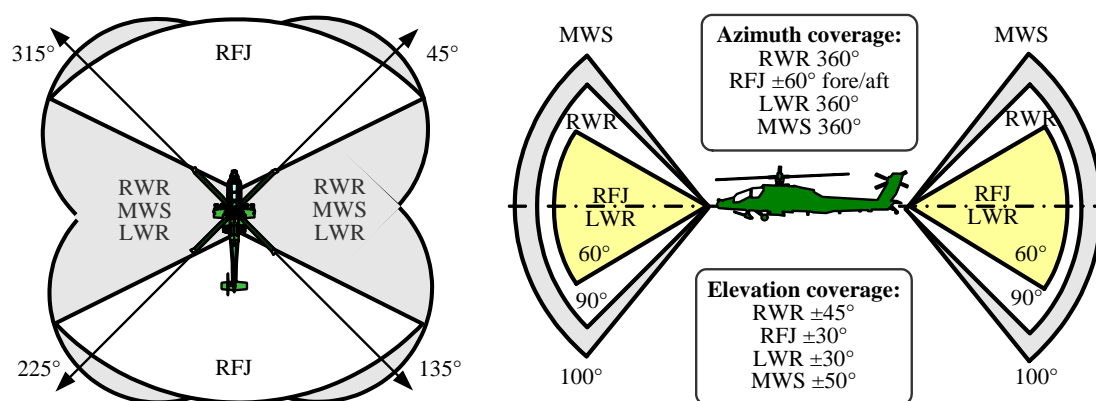 315°
RFJ
45°
RWR
MWS
LWR
RWR
MWS
LWR
225°
RFJ
135°
MWS
RWR
RFJ
LWR
60°
90°
100°
Azimuth coverage:
RWR 360°
RFJ ±60° fore/aft
LWR 360°
MWS 360°
Elevation coverage:
RWR ±45°
RFJ ±30°
LWR ±30°
MWS ±50°
MWS
RWR
RFJ
LWR
60°
90°
100°